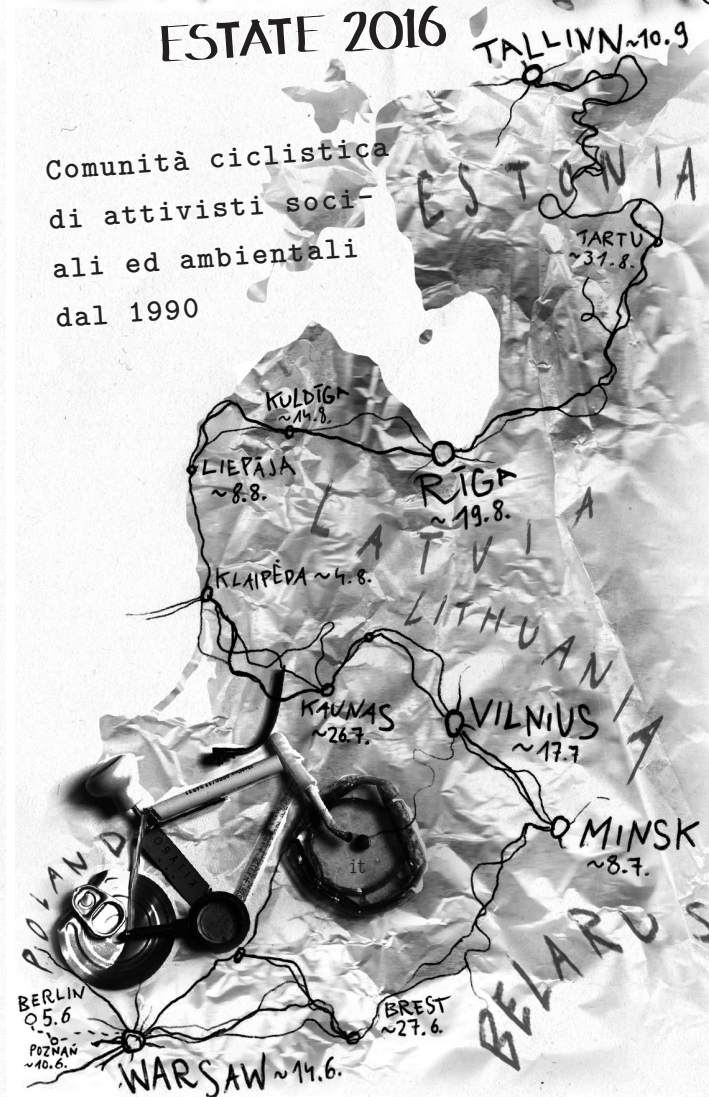 ESTATE 2016
TALLINN ~10.9
Comunità ciclistica
di attivisti soci-
ali ed ambientali
dal 1990
ESTONIA
TARTU
~31.8.
KULDĪGA
~14.8.
LIEPĀJA
~8.8.
RĪGA
~19.8.
LATVIA
KLAIPĖDA ~4.8.
LITHUANIA
KAUNAS
~26.7.
VILNIUS
~17.7
MINSK
~8.7.
it
POLAND
BELARUS
BERLIN
5.6
POZNAŃ
~10.6.
BREST
~27.6.
WARSAW ~14.6.